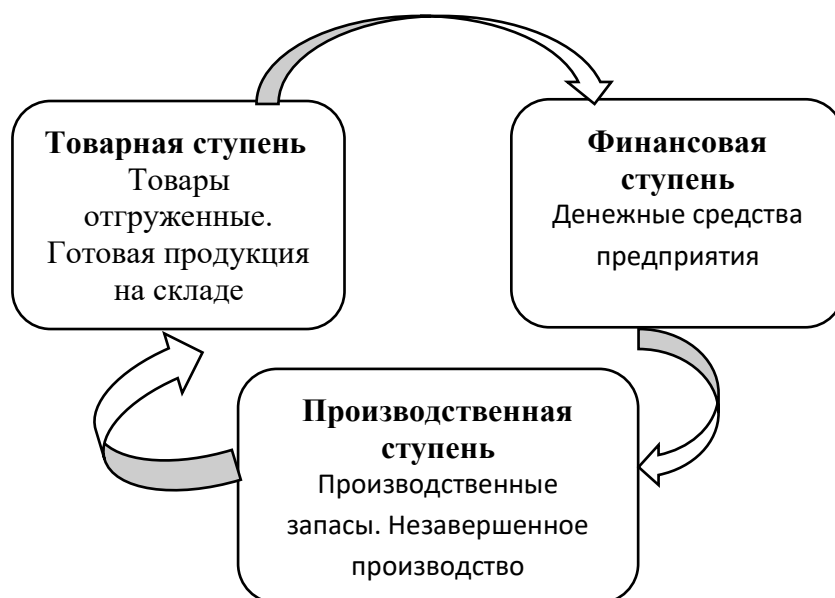 Товарная ступень
Товары
отгруженные.
Готовая продукция
на складе
Финансовая
ступень
Денежные средства
предприятия
Производственная
ступень
Производственные
запасы. Незавершенное
производство